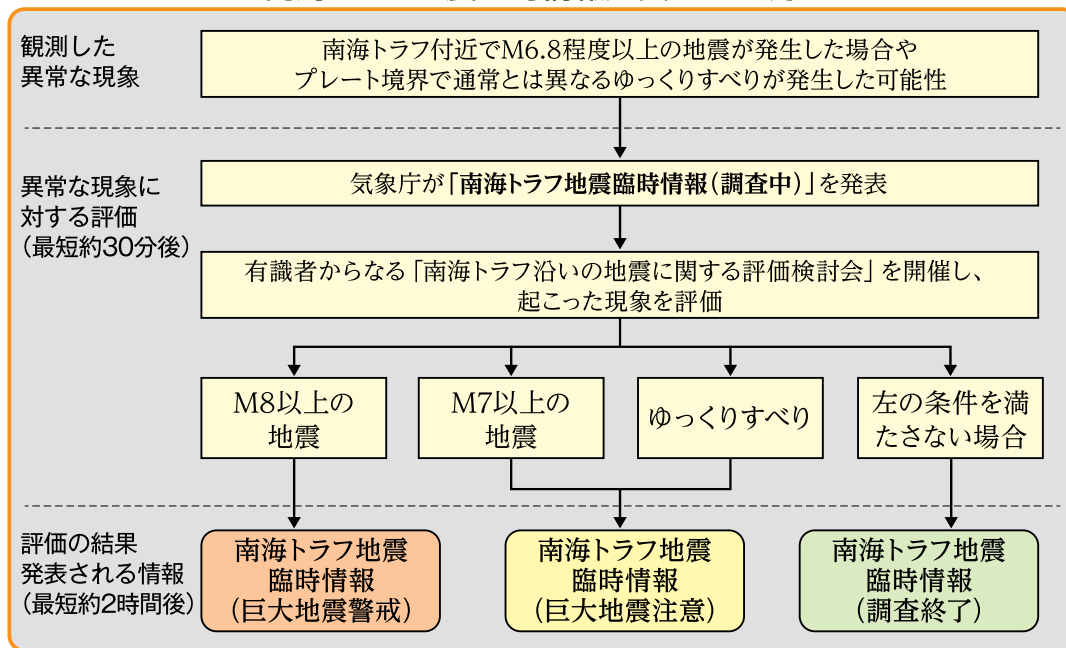 観測した
異常な現象
南海トラフ付近でM6.8程度以上の地震が発生した場合や
プレート境界で通常とは異なるゆっくりすべりが発生した可能性
異常な現象に
対する評価
（最短約30分後）
気象庁が「南海トラフ地震臨時情報（調査中）」を発表
有識者からなる「南海トラフ沿いの地震に関する評価検討会」を開催し、
起こった現象を評価
M8以上の
地震
M7以上の
地震
ゆっくりすべり
左の条件を満
たさない場合
評価の結果
発表される情報
（最短約2時間後）
南海トラフ地震
臨時情報
（巨大地震警戒）
南海トラフ地震
臨時情報
（巨大地震注意）
南海トラフ地震
臨時情報
（調査終了）